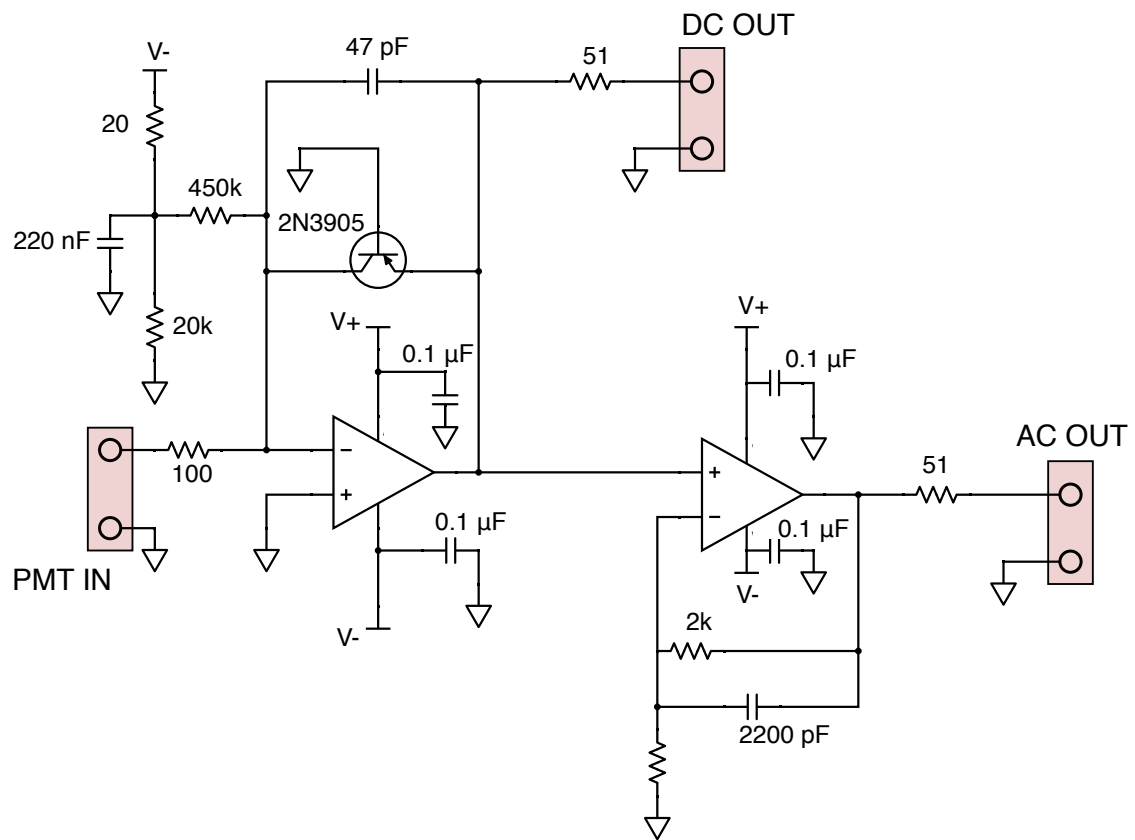 DC OUT
V-
47 pF
51
20
450k
2N3905
220 nF
20k
V+
0.1 µF
V+
0.1 µF
AC OUT
100
51
0.1 µF
0.1 µF
PMT IN
V-
V-
2k
2200 pF
−
+
+
−